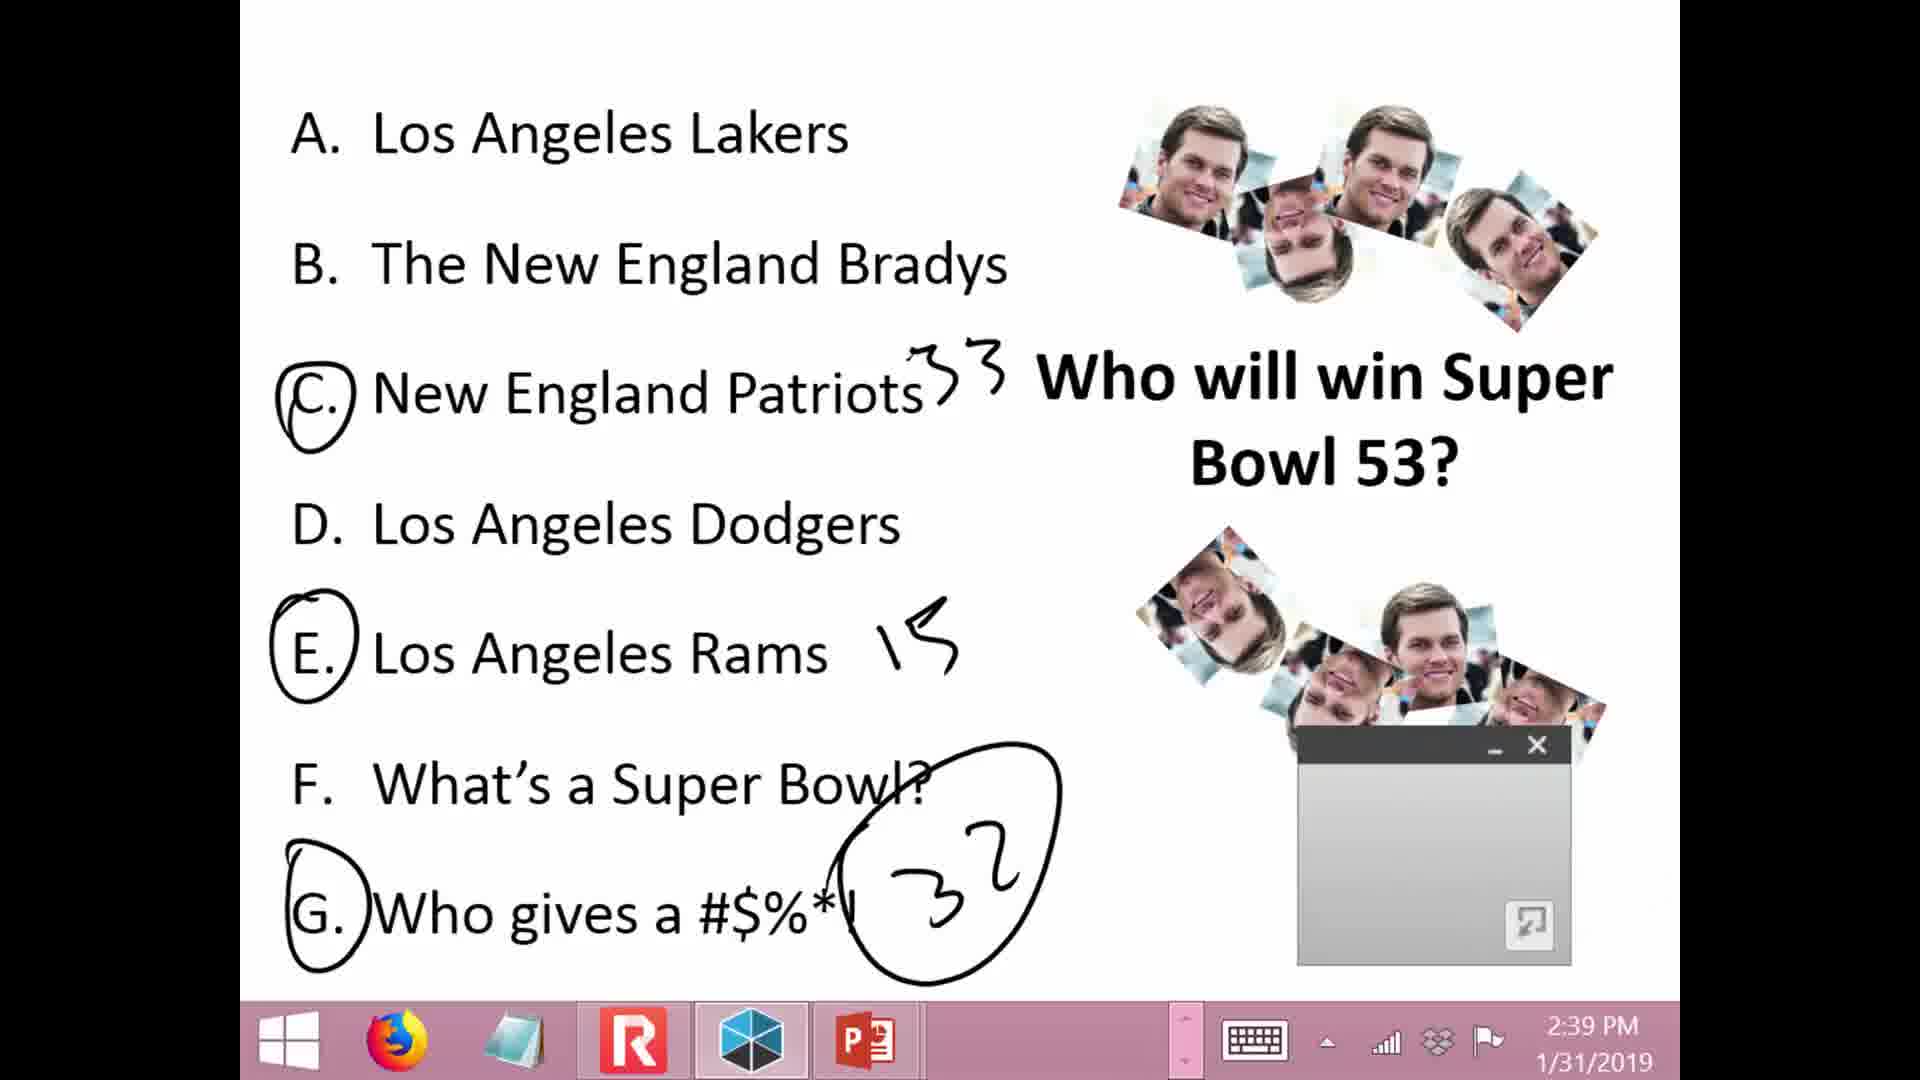 A. Los Angeles Lakers
B. The New England Bradys
C. New England Patriots 33
D. Los Angeles Dodgers
E. Los Angeles Rams 15
F. What's a Super Bowl?
G. Who gives a #$%*! 32
Who will win Super
Bowl 53?
2:39 PM
1/31/2019